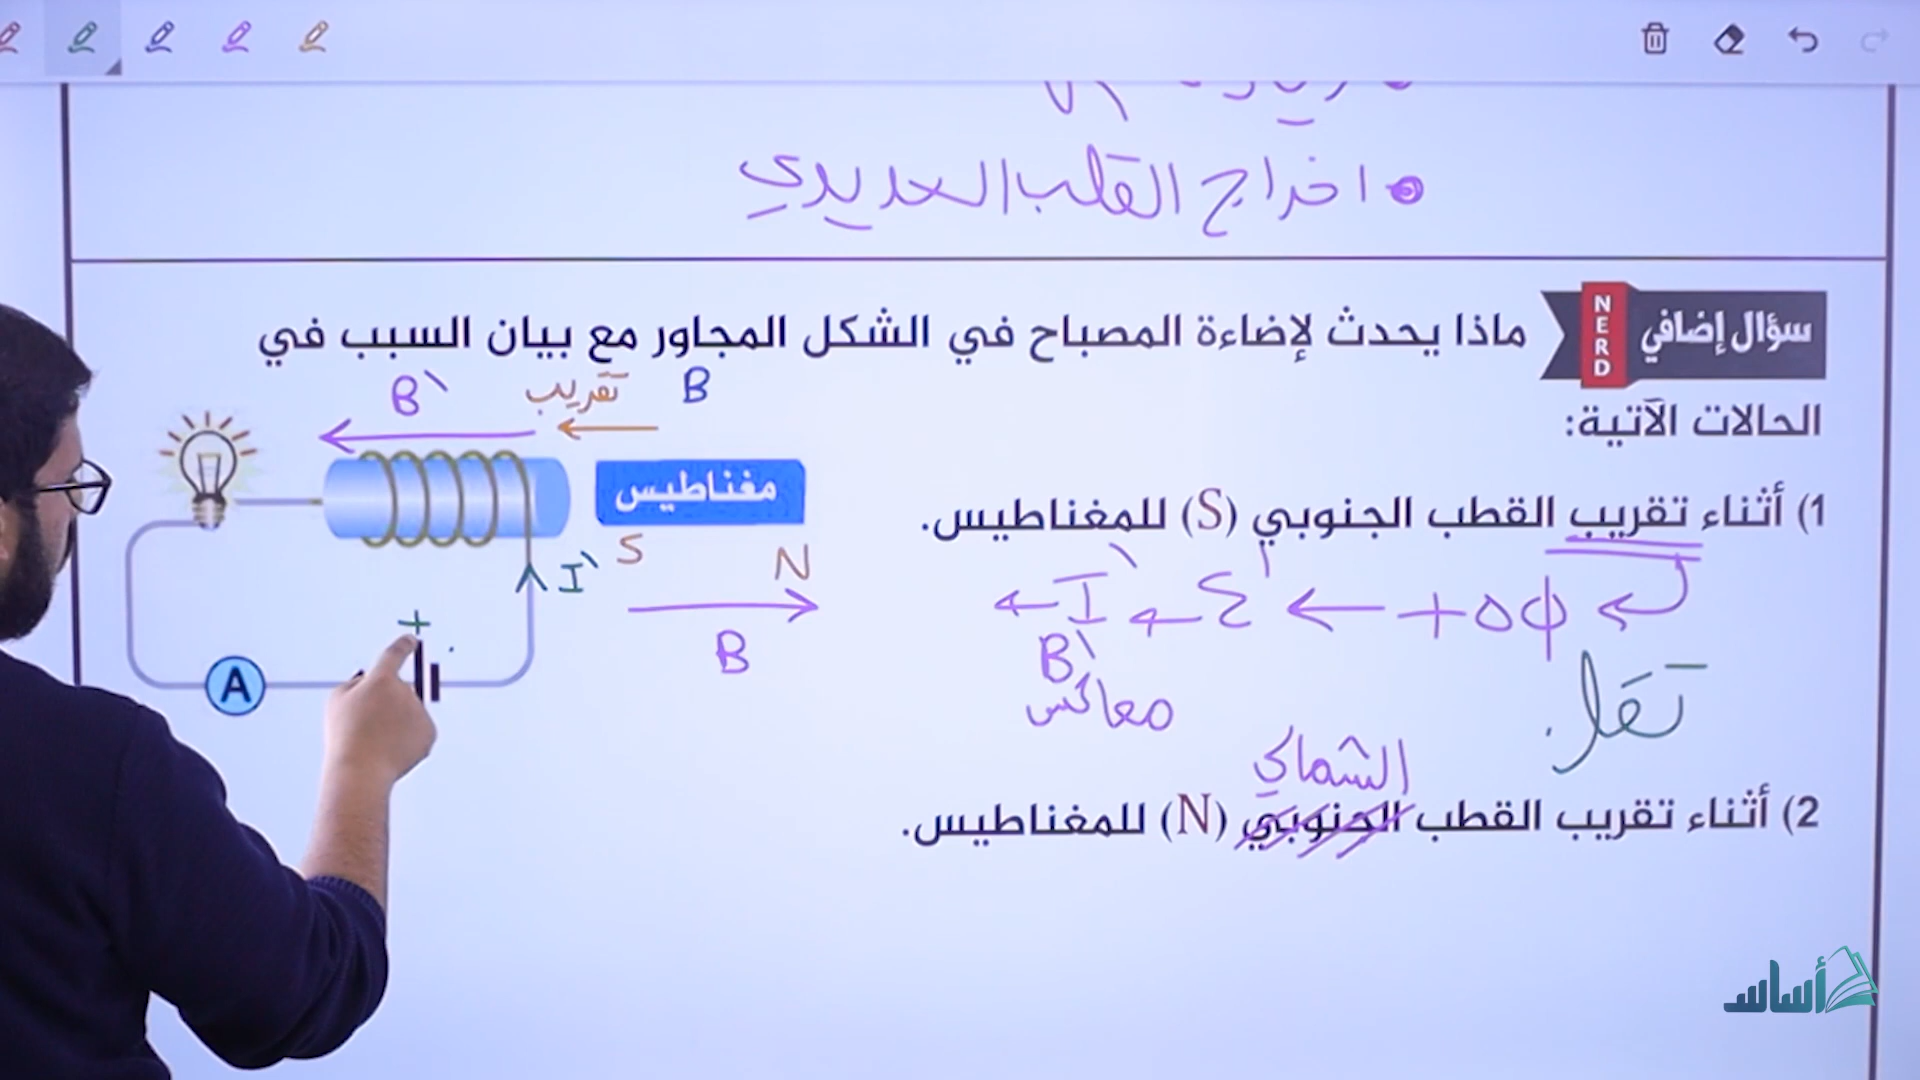 • اخراج القلب الحديدي
سؤال إضافي NERD ماذا يحدث لإضاءة المصباح في الشكل المجاور مع بيان السبب في
الحالات الآتية:
B` تقريب B
مغناطيس
S N
I`
+
B
A
1) أثناء تقريب القطب الجنوبي (S) للمغناطيس.
+ΔΦ ← Ɛ' ← I` ←
B`
معاكس
تقل
الشمالي
2) أثناء تقريب القطب الجنوبي (N) للمغناطيس.
أساس